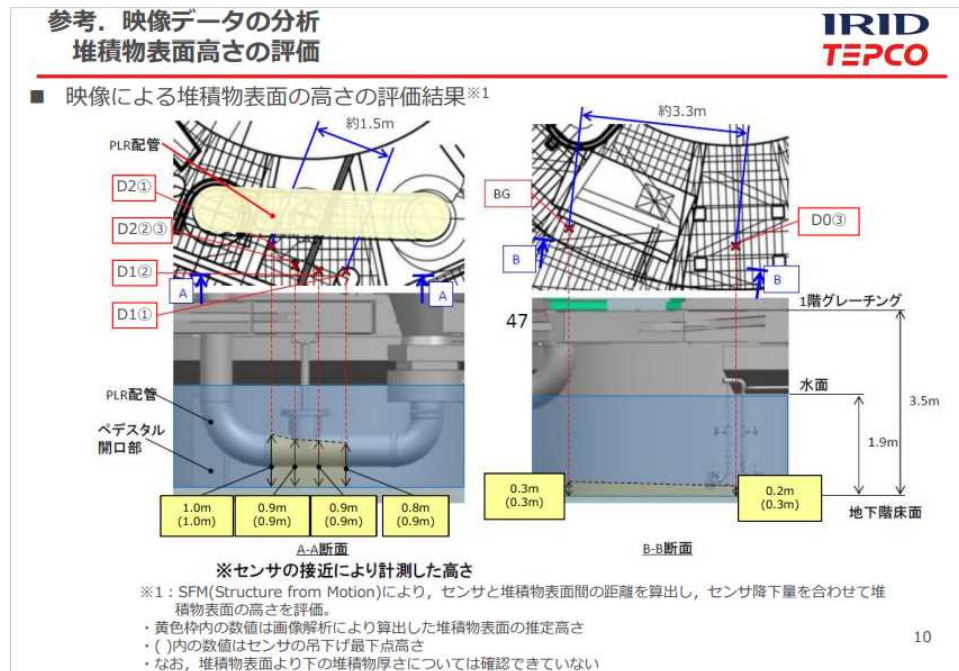 参考．映像データの分析
堆積物表面高さの評価
IRID
TEPCO
■ 映像による堆積物表面の高さの評価結果※1
約1.5m
PLR配管
D2①
D2②③
D1②
D1①
A
A
PLR配管
ペデスタル
開口部
1.0m
(1.0m)
0.9m
(0.9m)
0.9m
(0.9m)
0.8m
(0.9m)
A-A断面
※センサの接近により計測した高さ
約3.3m
BG
D0③
B
B
47
1階グレーチング
水面
3.5m
1.9m
0.3m
(0.3m)
0.2m
(0.3m)
地下階床面
B-B断面
※1：SFM(Structure from Motion)により，センサと堆積物表面間の距離を算出し，センサ降下量を合わせて堆
積物表面の高さを評価。
・黄色枠内の数値は画像解析により算出した堆積物表面の推定高さ
・( )内の数値はセンサの吊下げ最下点高さ
・なお，堆積物表面より下の堆積物厚さについては確認できていない
10